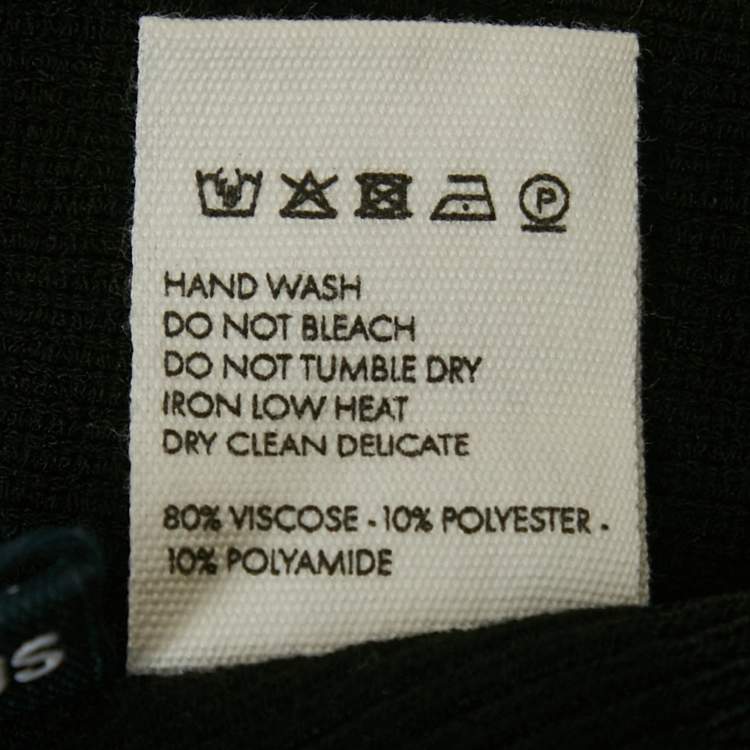 P
HAND WASH
DO NOT BLEACH
DO NOT TUMBLE DRY
IRON LOW HEAT
DRY CLEAN DELICATE
80% VISCOSE - 10% POLYESTER -
10% POLYAMIDE